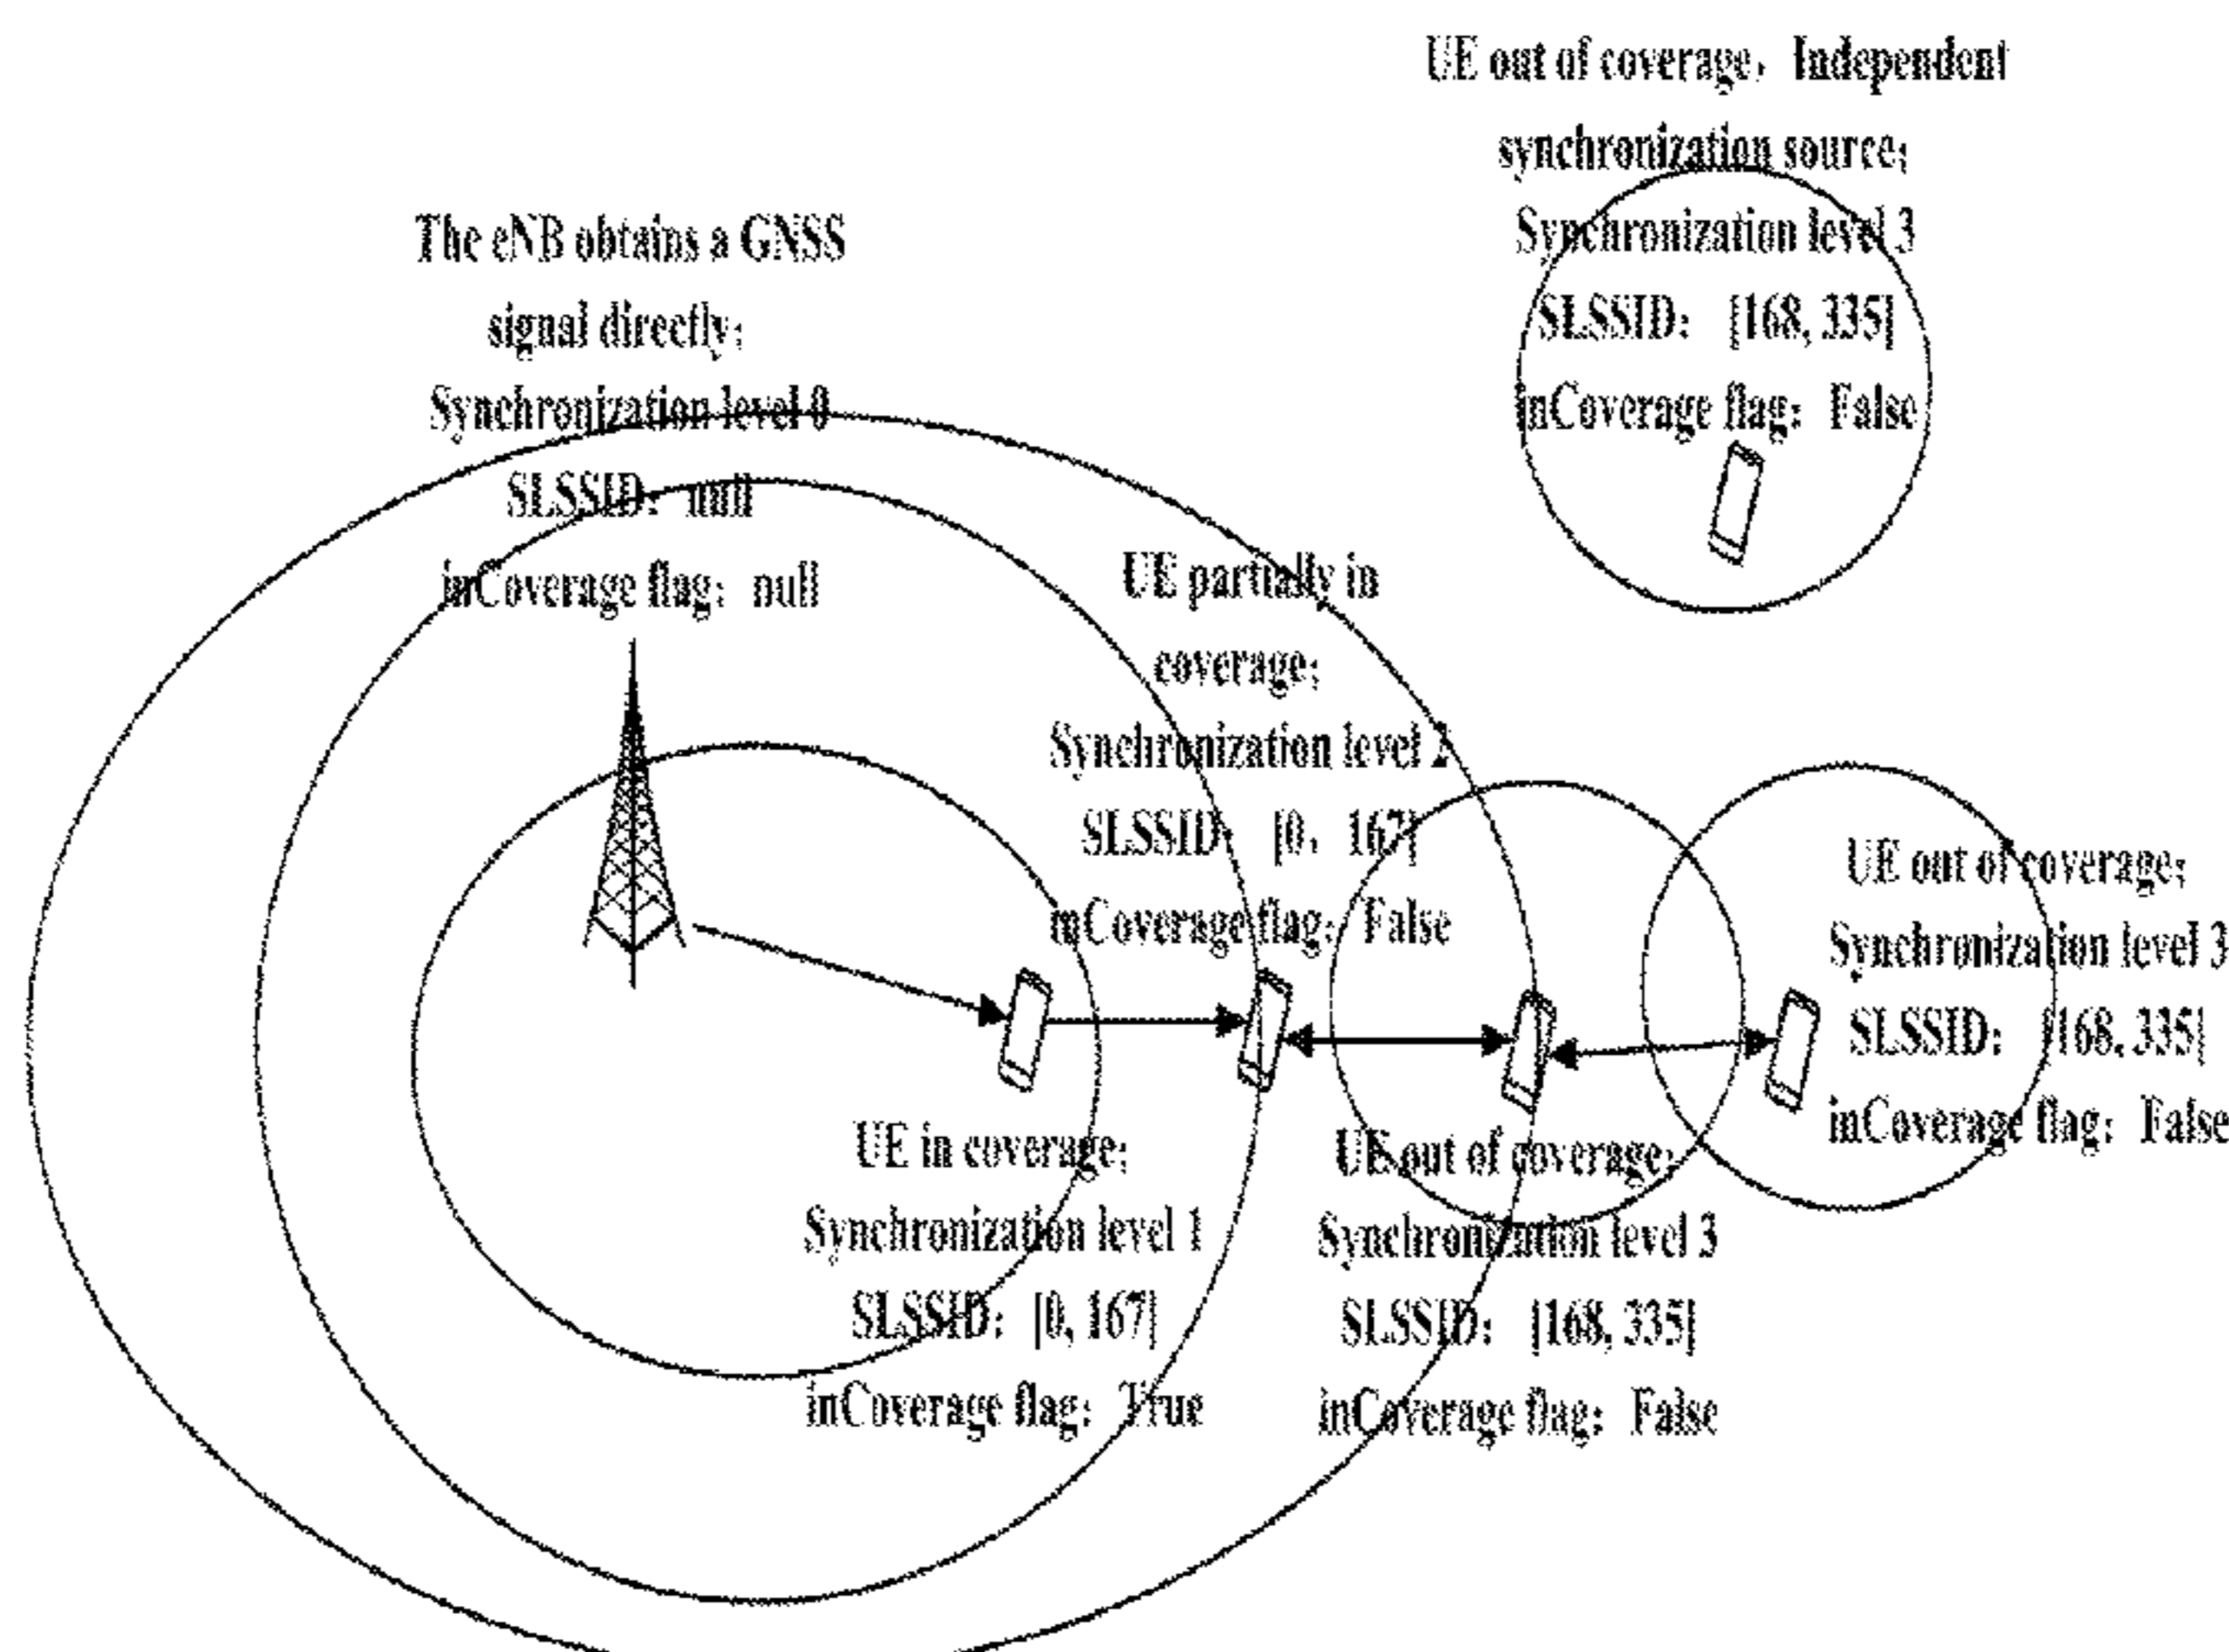 UE out of coverage, Independent
synchronization source;
Synchronization level 3
SLSSID: [168, 335]
inCoverage flag: False
The eNB obtains a GNSS
signal directly;
Synchronization level 0
SLSSID: null
inCoverage flag: null
UE partially in
coverage;
Synchronization level 2
SLSSID: [0, 167]
inCoverage flag: False
UE out of coverage;
Synchronization level 3
SLSSID: [168, 335]
inCoverage flag: False
UE in coverage;
Synchronization level 1
SLSSID: [0, 167]
inCoverage flag: True
UE out of coverage;
Synchronization level 3
SLSSID: [168, 335]
inCoverage flag: False